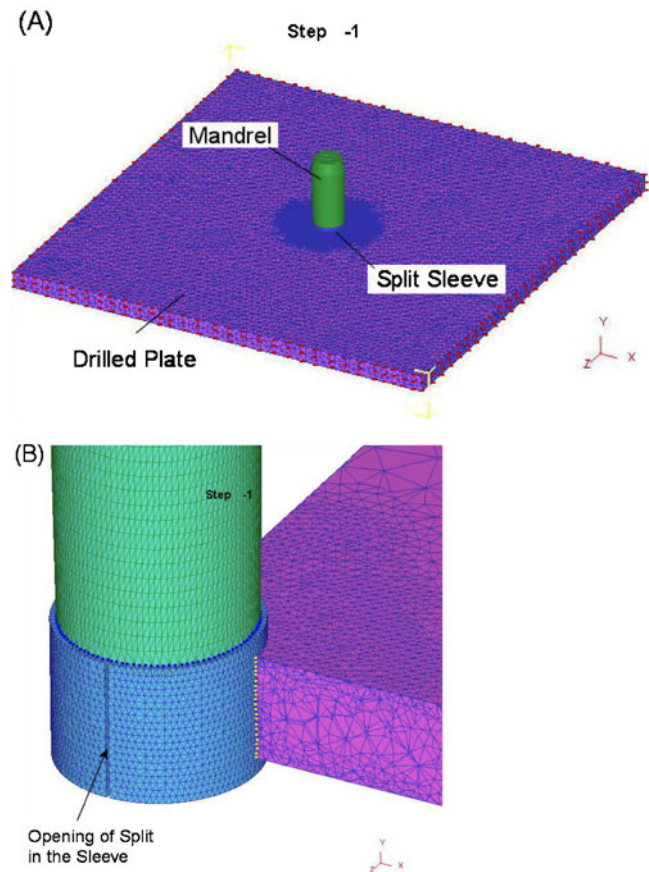 (A)
Step -1
Mandrel
Split Sleeve
Drilled Plate
Y
Z X
(B)
Step -1
Opening of Split
in the Sleeve
Y
Z X